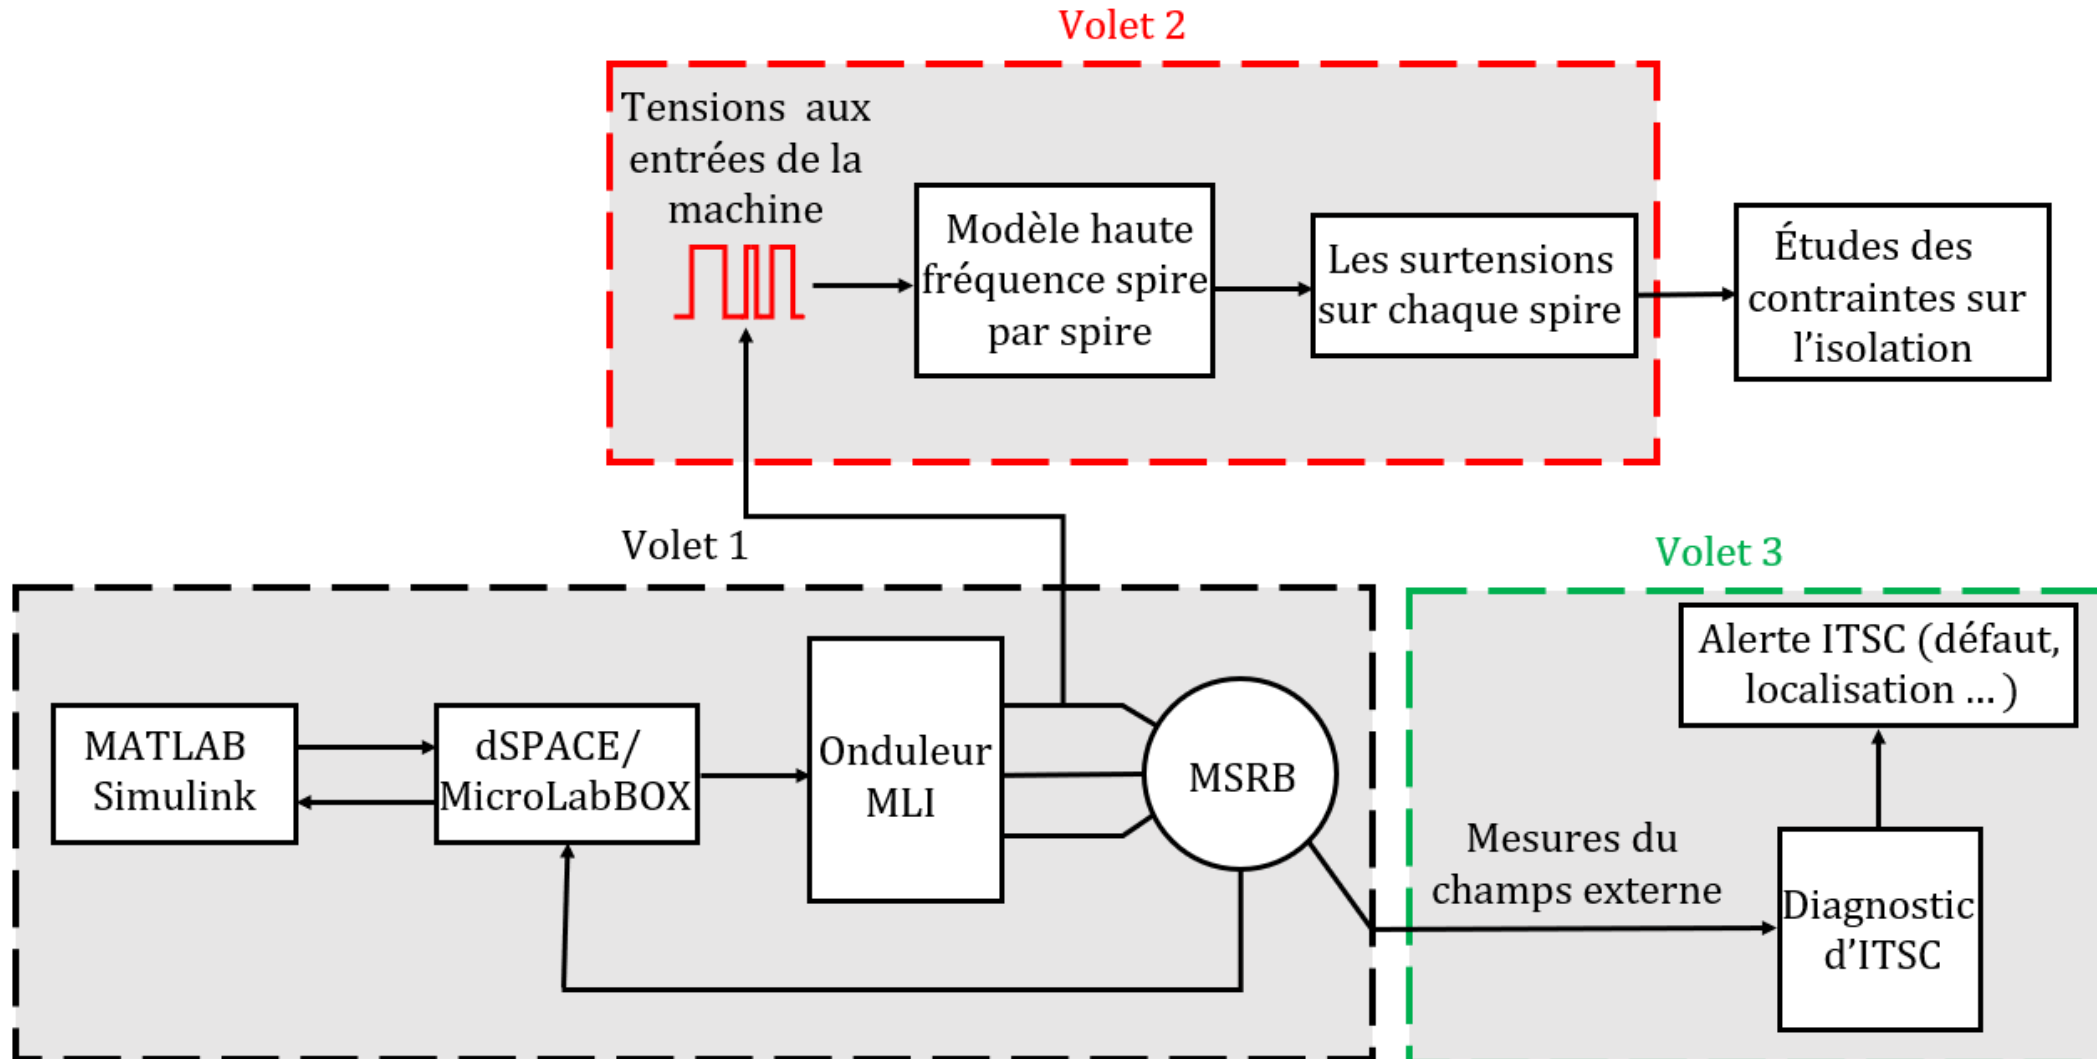 Volet 2
Tensions aux
entrées de la
machine
Modèle haute
fréquence spire
par spire
Les surtensions
sur chaque spire
Études des
contraintes sur
l'isolation
Volet 1
MATLAB
Simulink
dSPACE/
MicroLabBOX
Onduleur
MLI
MSRB
Volet 3
Alerte ITSC (défaut,
localisation ... )
Mesures du
champs externe
Diagnostic
d'ITSC